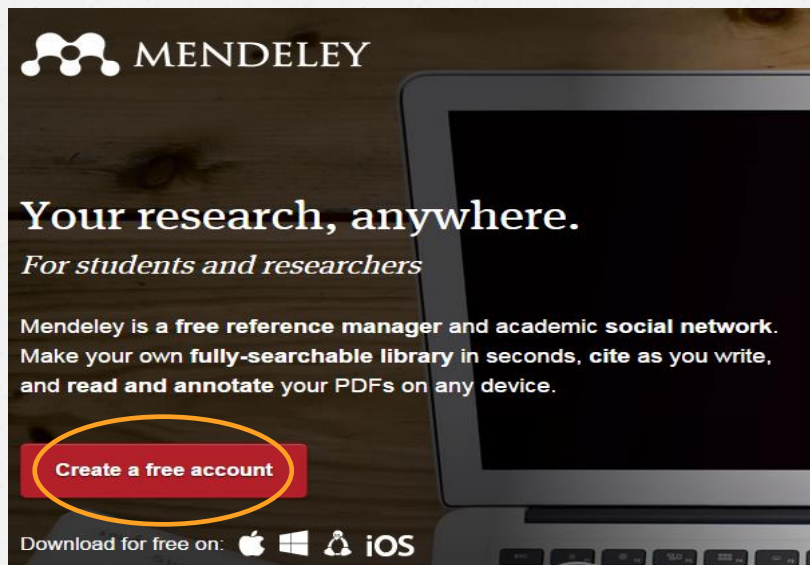 MENDELEY
Your research, anywhere.
For students and researchers
Mendeley is a free reference manager and academic social network.
Make your own fully-searchable library in seconds, cite as you write,
and read and annotate your PDFs on any device.
Create a free account
Download for free on: iOS